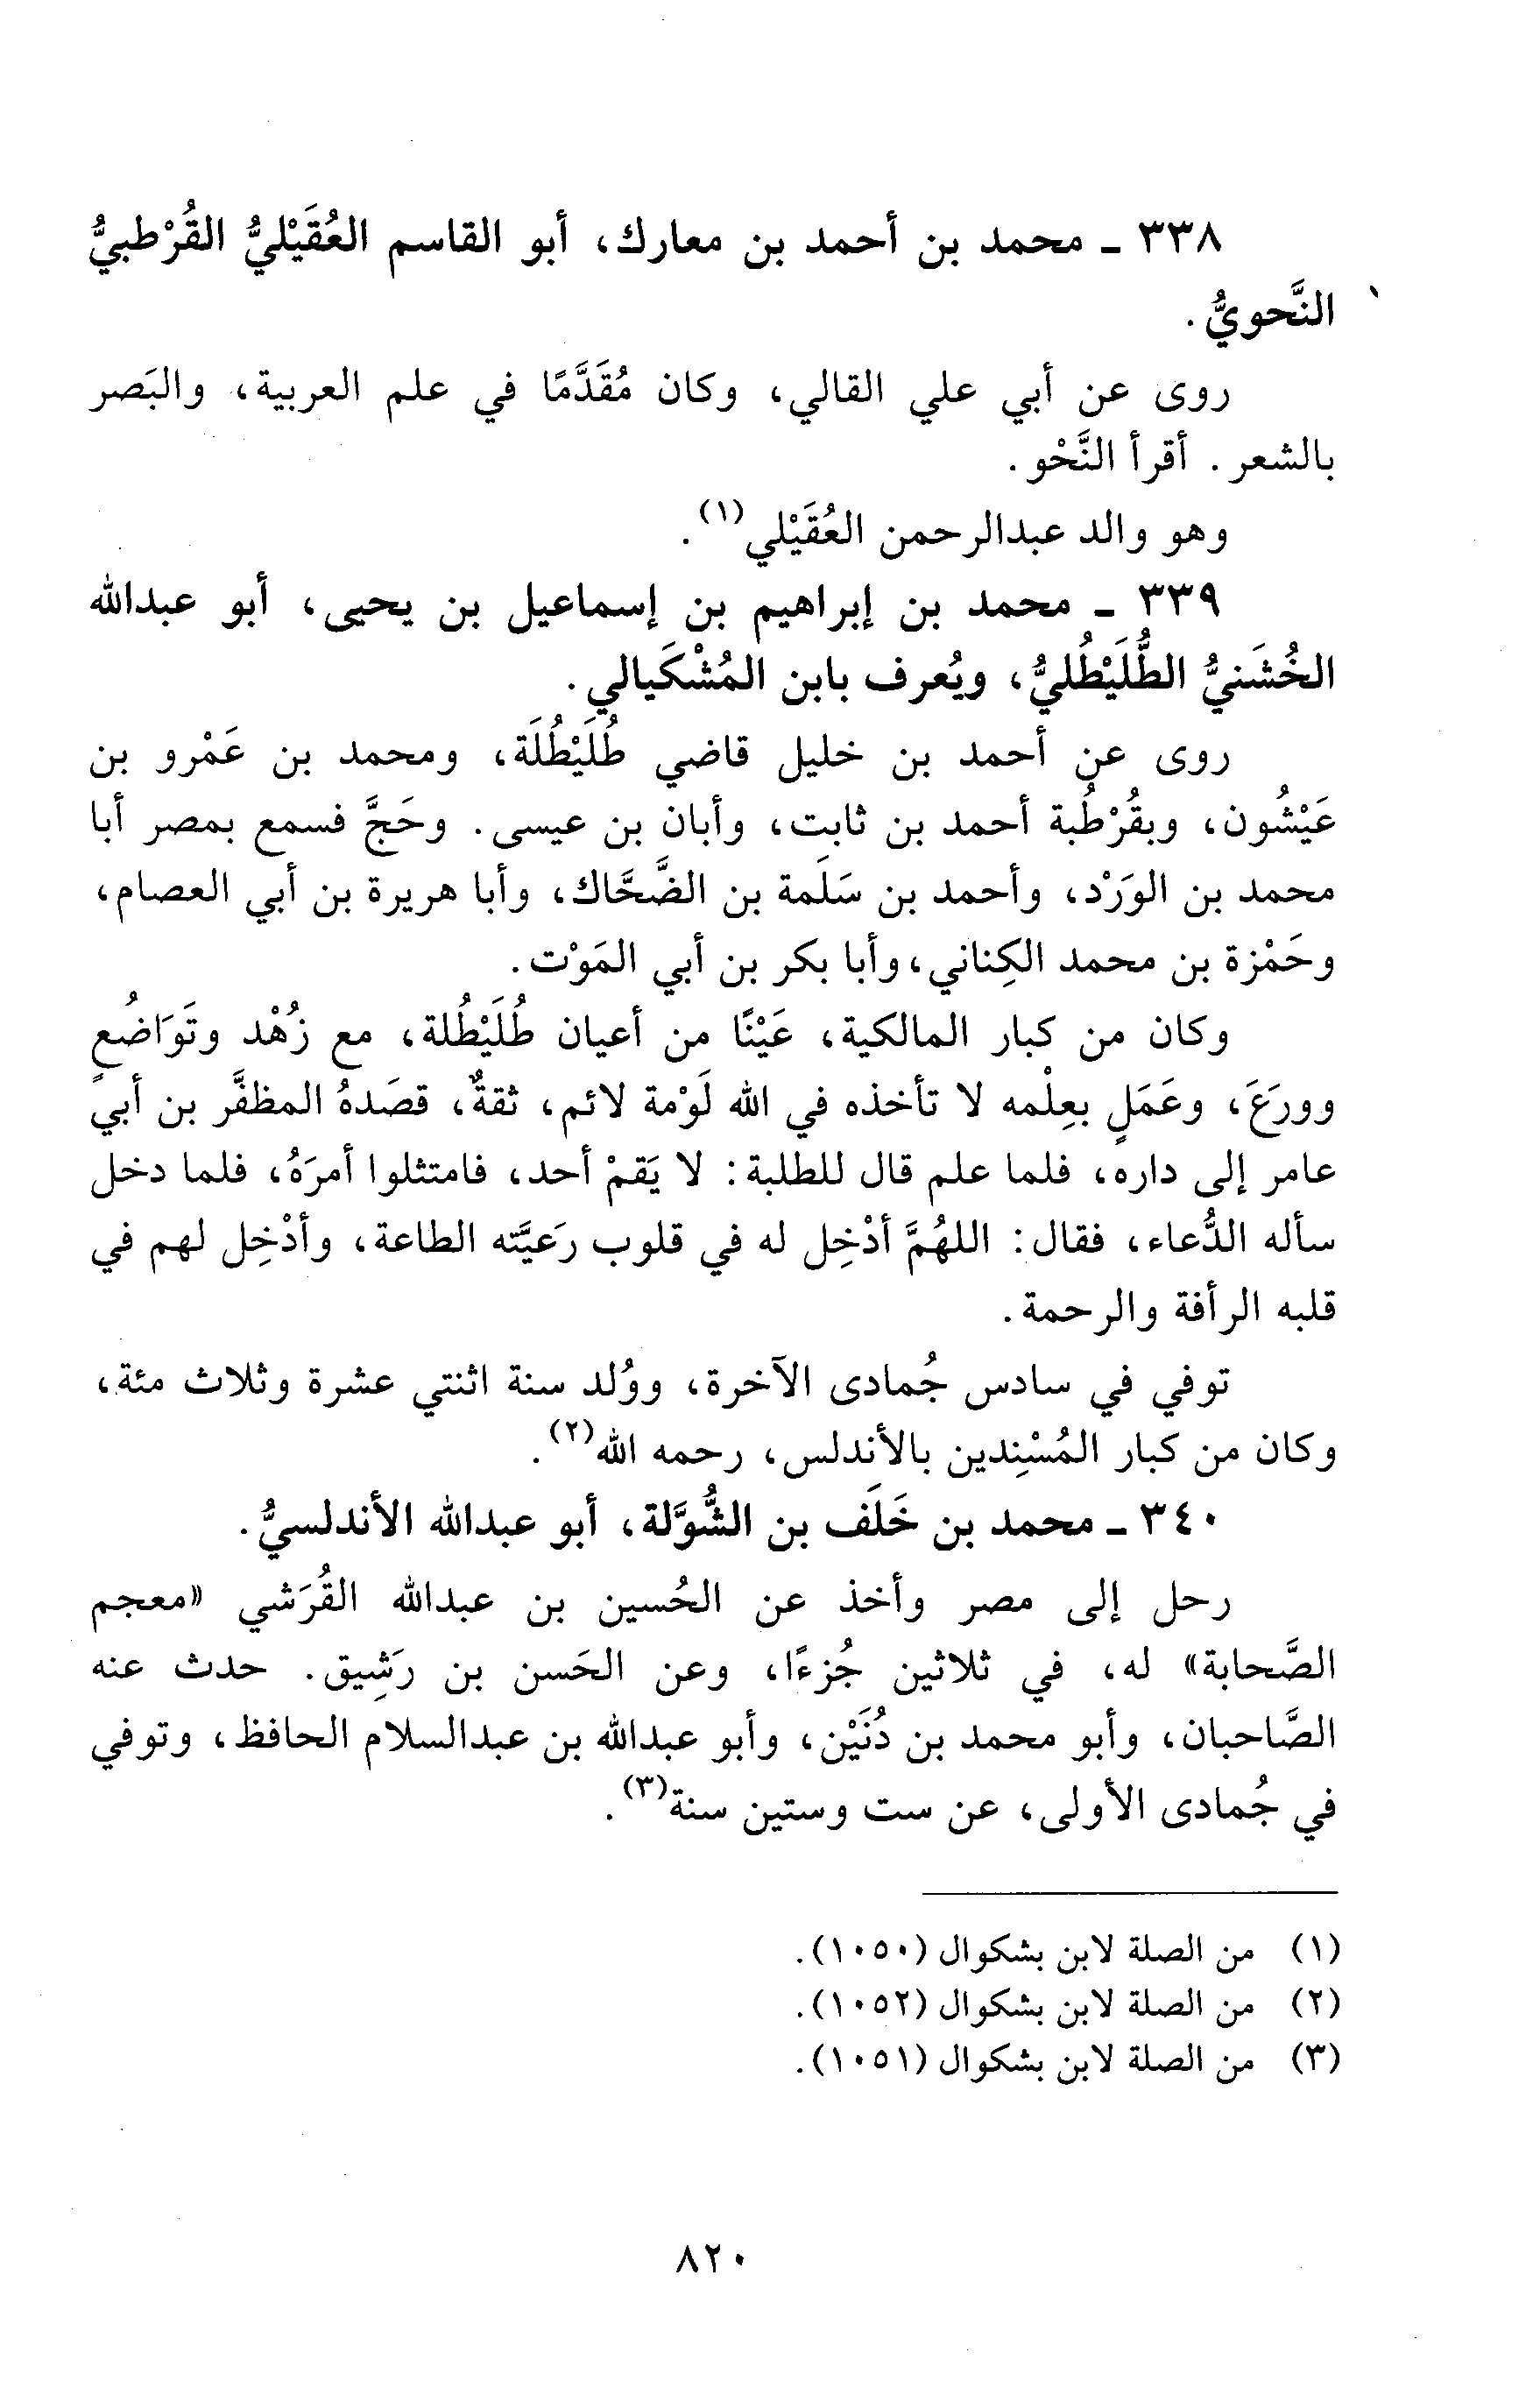 ٣٣٨ ـ محمد بن أحمد بن معارك، أبو القاسم العُقَيْليُّ القُرْطبيُّ
النَّحويُّ.
روى عن أبي علي القالي، وكان مُقَدَّمًا في علم العربية، والبَصر
بالشعر. أقرأ النَّحْو.
وهو والد عبدالرحمن العُقَيْلي(١).
٣٣٩ ـ محمد بن إبراهيم بن إسماعيل بن يحيى، أبو عبدالله
الخُشَنيُّ الطُّلَيْطُليُّ، ويُعرف بابن المُشْكَيالي.
روى عن أحمد بن خليل قاضي طُلَيْطُلَة، ومحمد بن عَمْرو بن
عَيْشُون، وبقُرْطُبة أحمد بن ثابت، وأبان بن عيسى. وحَجَّ فسمع بمصر أبا
محمد بن الوَرْد، وأحمد بن سَلَمة بن الضَّحَّاك، وأبا هريرة بن أبي العصام،
وحَمْزة بن محمد الكِناني، وأبا بكر بن أبي المَوْت.
وكان من كبار المالكية، عَيْنًا من أعيان طُلَيْطُلة، مع زُهْد وتَوَاضُعٍ
وورَعَ، وعَمَلٍ بعِلْمه لا تأخذه في الله لَوْمة لائم، ثقةٌ، قصَدهُ المظفَّر بن أبي
عامر إلى داره، فلما علم قال للطلبة: لا يَقمْ أحد، فامتثلوا أمرَهُ، فلما دخل
سأله الدُّعاء، فقال: اللهُمَّ أدْخِل له في قلوب رَعيَّته الطاعة، وأدْخِل لهم في
قلبه الرأفة والرحمة.
توفي في سادس جُمادى الآخرة، ووُلد سنة اثنتي عشرة وثلاث مئة،
وكان من كبار المُسْنِدين بالأندلس، رحمه الله(٢).
٣٤٠ ـ محمد بن خَلَف بن الشُّوَّلة، أبو عبدالله الأندلسيُّ.
رحل إلى مصر وأخذ عن الحُسين بن عبدالله القُرَشي «معجم
الصَّحابة» له، في ثلاثين جُزءًا، وعن الحَسن بن رَشِيق. حدث عنه
الصَّاحبان، وأبو محمد بن دُنَيْن، وأبو عبدالله بن عبدالسلام الحافظ، وتوفي
في جُمادى الأولى، عن ست وستين سنة(٣).
(١) من الصلة لابن بشكوال (١٠٥٠).
(٢) من الصلة لابن بشكوال (١٠٥٢).
(٣) من الصلة لابن بشكوال (١٠٥١).
٨٢٠